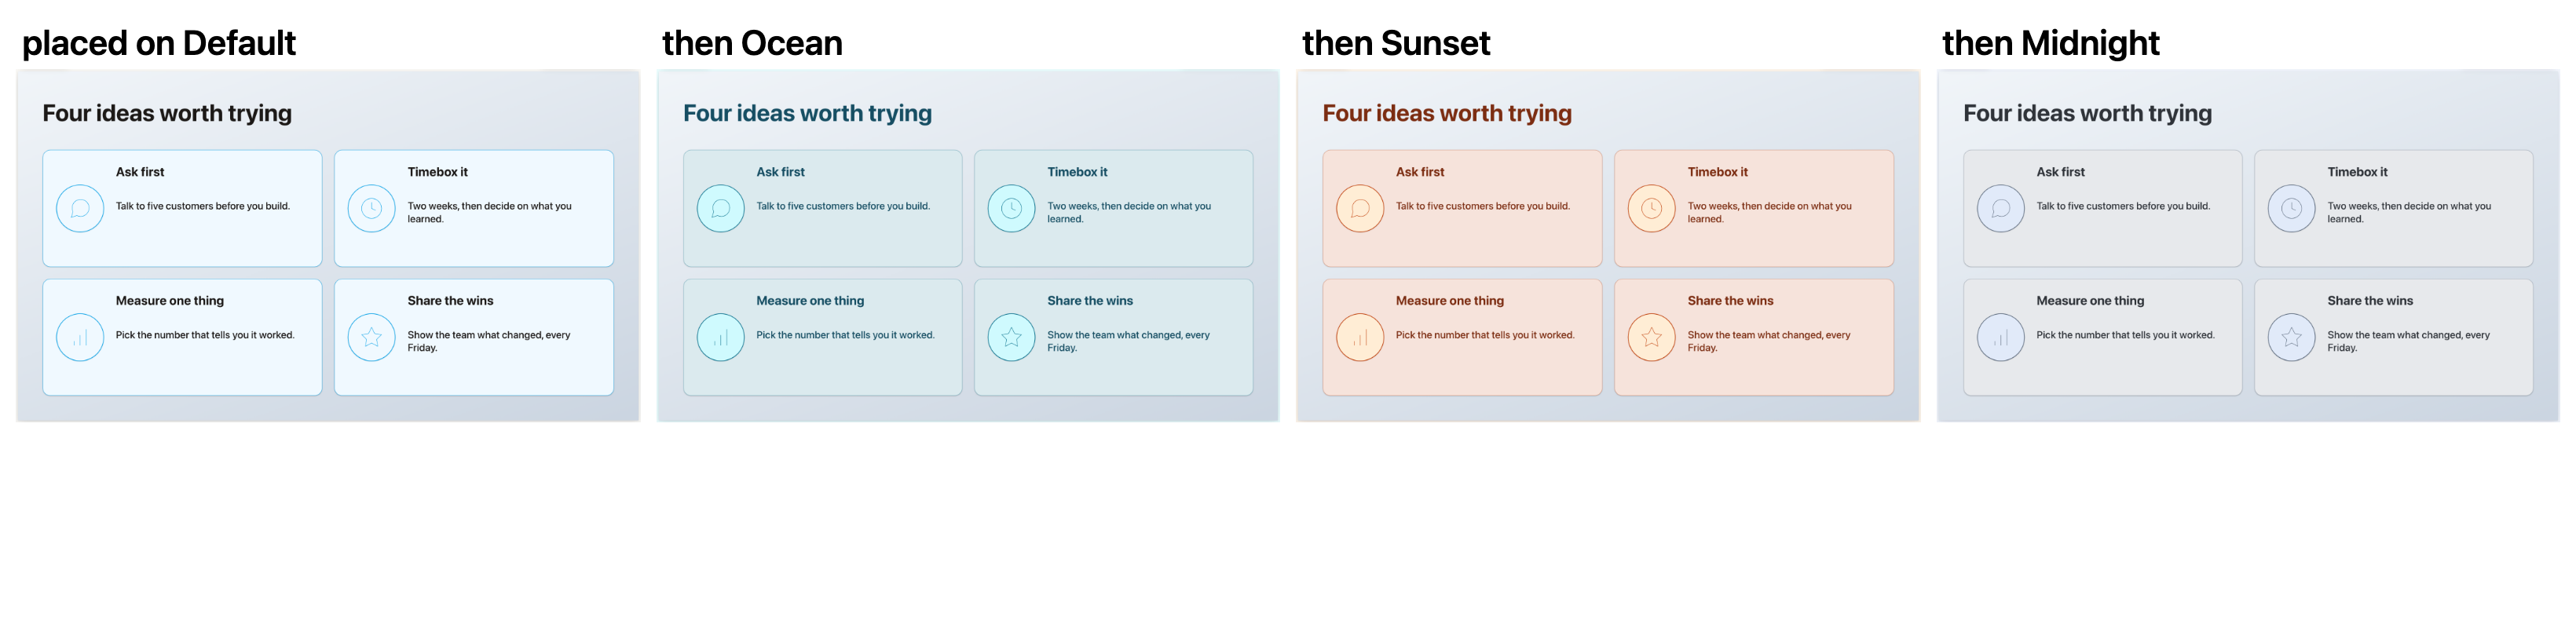 placed on Default
Four ideas worth trying
Ask first
Talk to five customers before you build.
Timebox it
Two weeks, then decide on what you
learned.
Measure one thing
Pick the number that tells you it worked.
Share the wins
Show the team what changed, every
Friday.
then Ocean
Four ideas worth trying
Ask first
Talk to five customers before you build.
Timebox it
Two weeks, then decide on what you
learned.
Measure one thing
Pick the number that tells you it worked.
Share the wins
Show the team what changed, every
Friday.
then Sunset
Four ideas worth trying
Ask first
Talk to five customers before you build.
Timebox it
Two weeks, then decide on what you
learned.
Measure one thing
Pick the number that tells you it worked.
Share the wins
Show the team what changed, every
Friday.
then Midnight
Four ideas worth trying
Ask first
Talk to five customers before you build.
Timebox it
Two weeks, then decide on what you
learned.
Measure one thing
Pick the number that tells you it worked.
Share the wins
Show the team what changed, every
Friday.